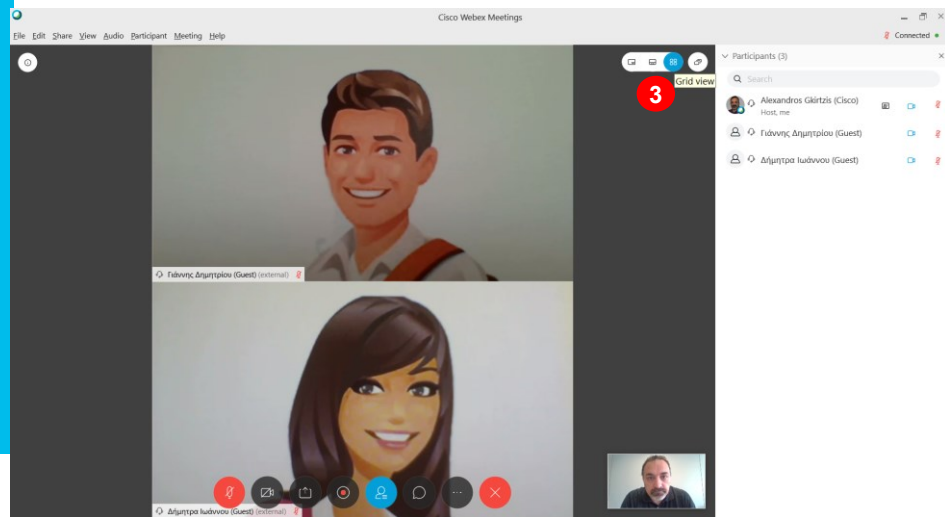 Cisco Webex Meetings
File Edit Share View Audio Participant Meeting Help
Connected
3
Grid view
Participants (3)
Search
Alexandros Gkirtzis (Cisco)
Host, me
Γιάννης Δημητρίου (Guest)
Δήμητρα Ιωάννου (Guest)
Γιάννης Δημητρίου (Guest) (external)
Δήμητρα Ιωάννου (Guest) (external)